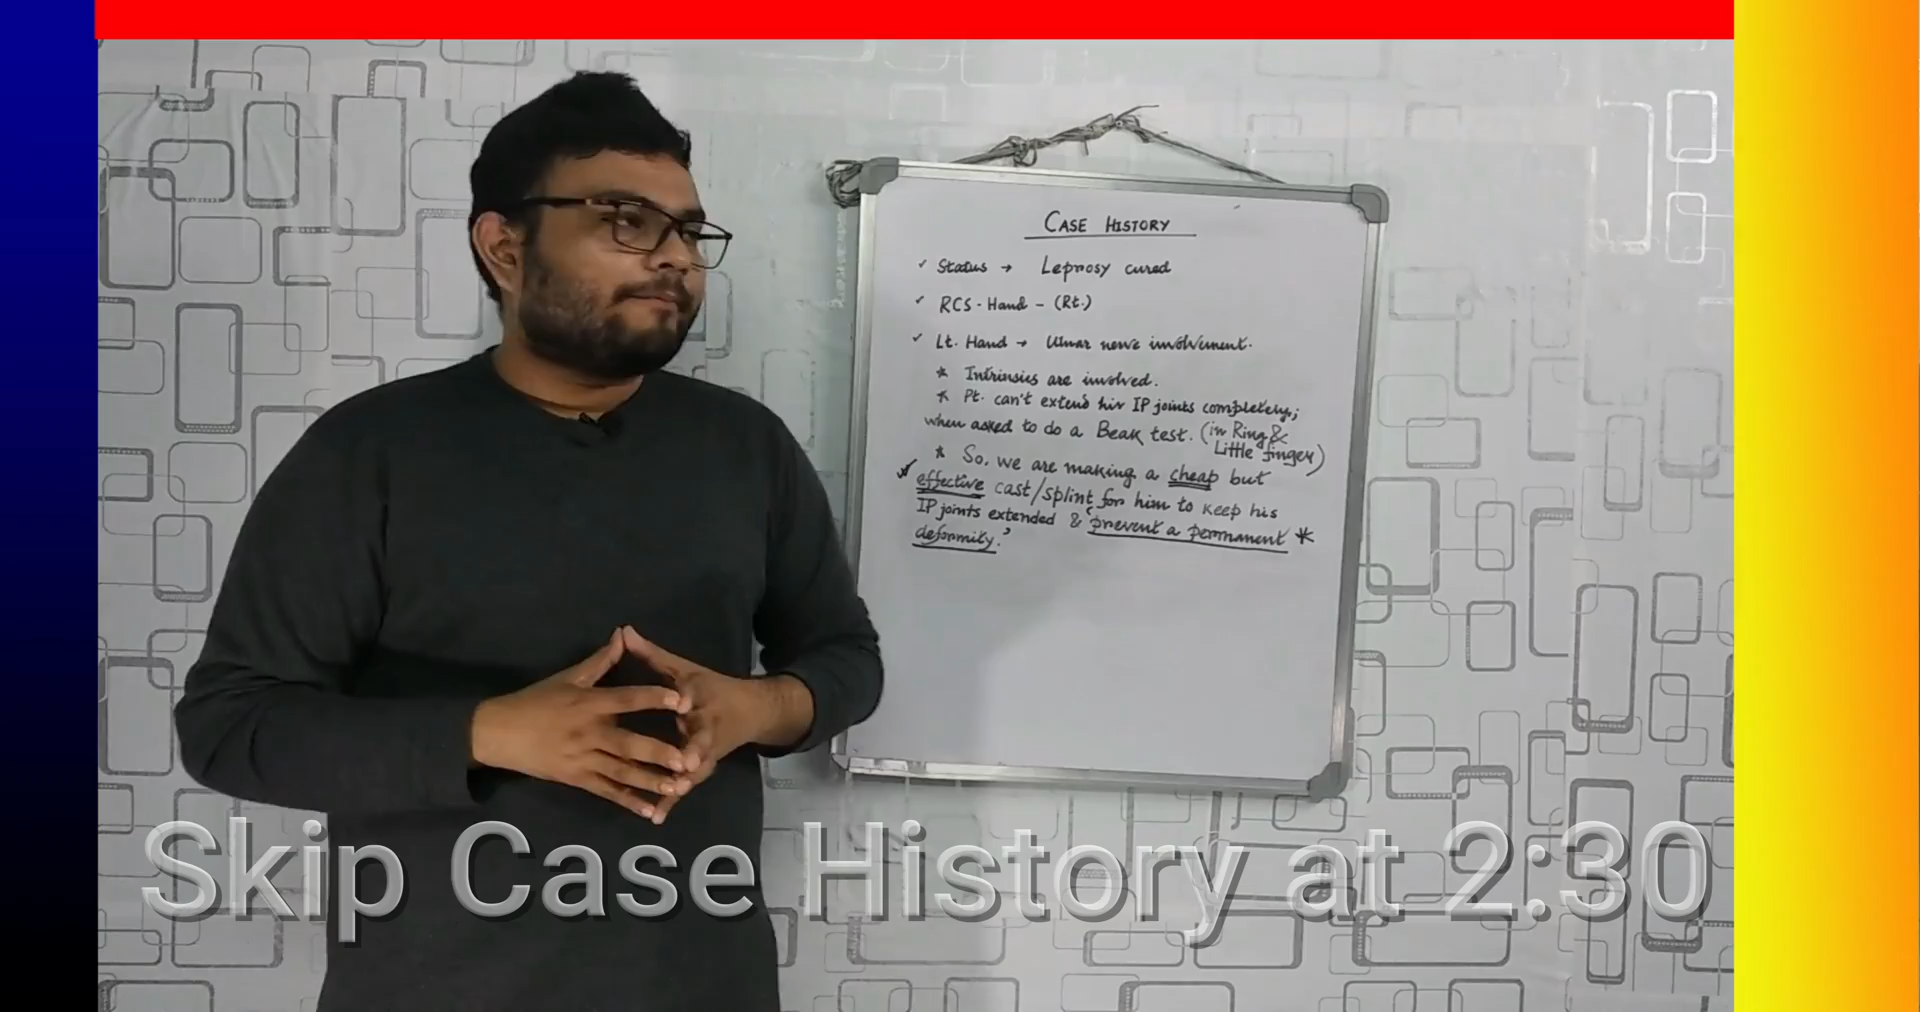 CASE HISTORY
✓ Status → Leprosy cured
✓ RCS - Hand - (Rt.)
✓ Lt. Hand → Ulnar nerve involvement.
* Intrinsics are involved.
* Pt. can't extend his IP joints completely;
when asked to do a Beak test. (in Ring &
Little finger)
* So, we are making a cheap but
effective cast/splint for him to keep his
IP joints extended & 'prevent a permanent *
deformity.'
Skip Case History at 2:30